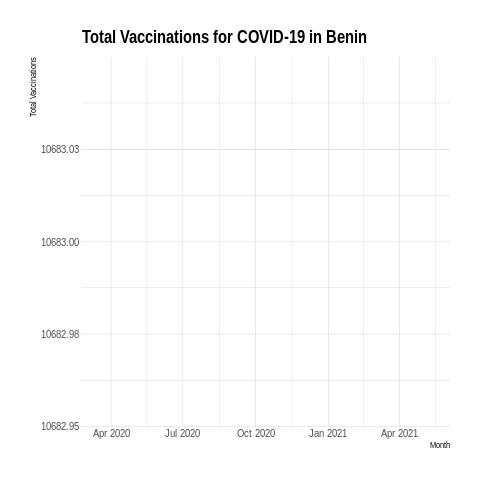 Total Vaccinations for COVID-19 in Benin
Total Vaccinations
10683.03
10683.00
10682.98
10682.95
Apr 2020 Jul 2020 Oct 2020 Jan 2021 Apr 2021
Month